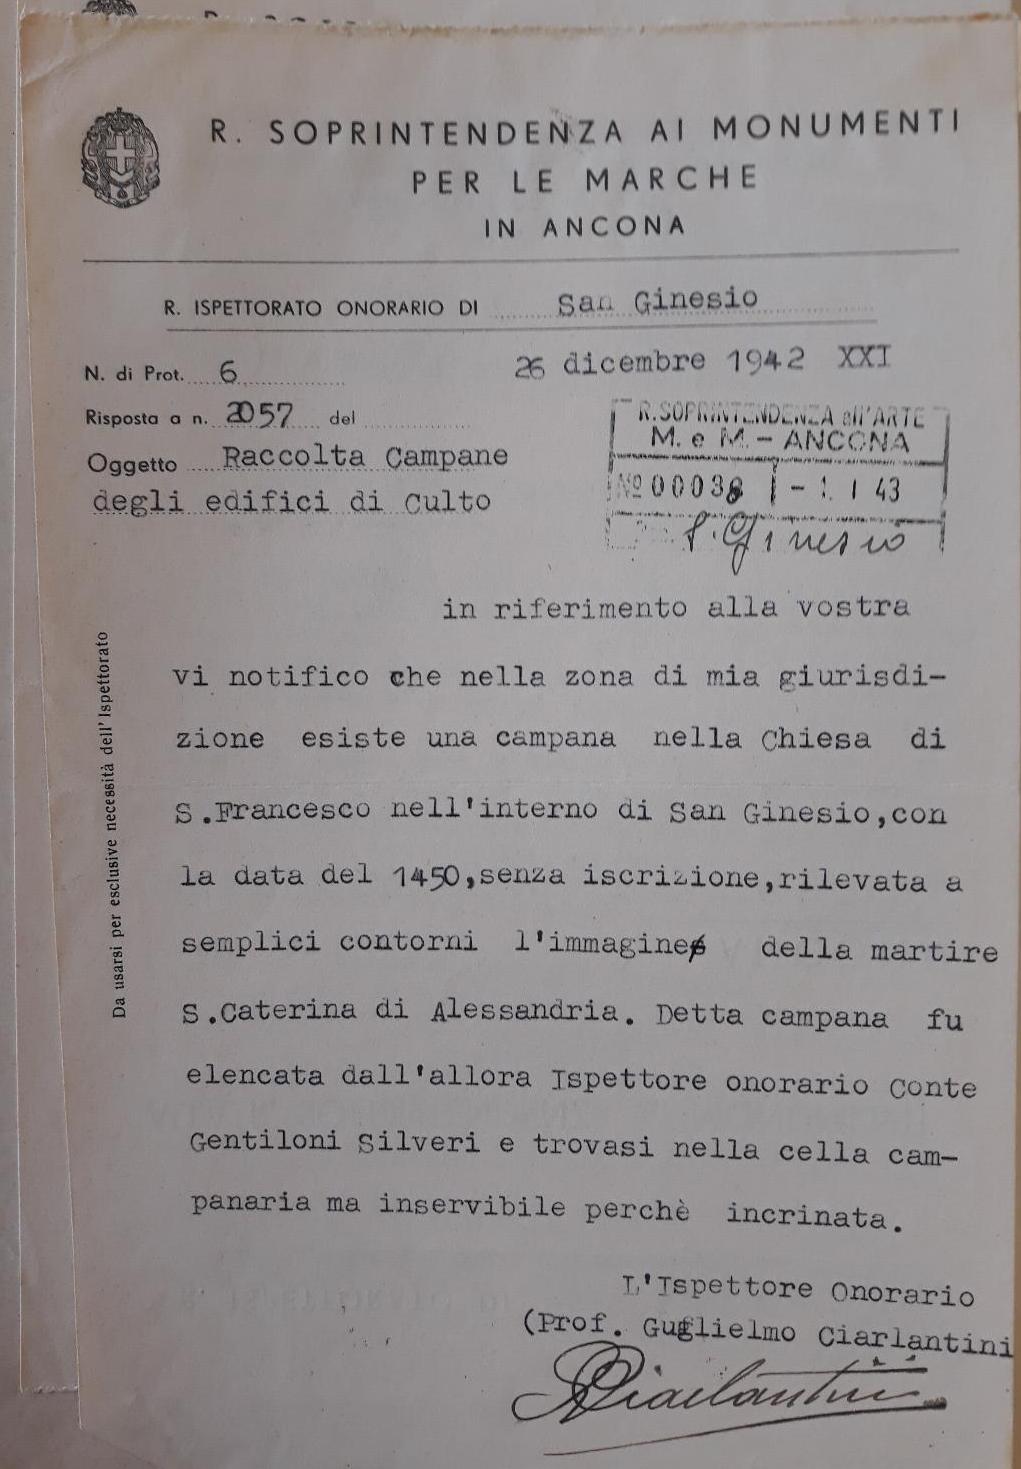 R. SOPRINTENDENZA AI MONUMENTI
PER LE MARCHE
IN ANCONA
R. ISPETTORATO ONORARIO DI San Ginesio
26 dicembre 1942 XXI
N. di Prot. 6
Risposta a n. 2057 del
Oggetto Raccolta Campane
degli edifici di Culto
R. SOPRINTENDENZA all'ARTE
M. e M. - ANCONA
Nº 00038 - 1. 1 43
S. Ginesio
Da usarsi per esclusive necessità dell'Ispettorato
in riferimento alla vostra
vi notifico che nella zona di mia giurisdi-
zione esiste una campana nella Chiesa di
S.Francesco nell'interno di San Ginesio,con
la data del 1450,senza iscrizione,rilevata a
semplici contorni l'immagine della martire
S.Caterina di Alessandria. Detta campana fu
elencata dall'allora Ispettore onorario Conte
Gentiloni Silveri e trovasi nella cella cam-
panaria ma inservibile perchè incrinata.
L'Ispettore Onorario
(Prof. Guglielmo Ciarlantini
Ciarlantini